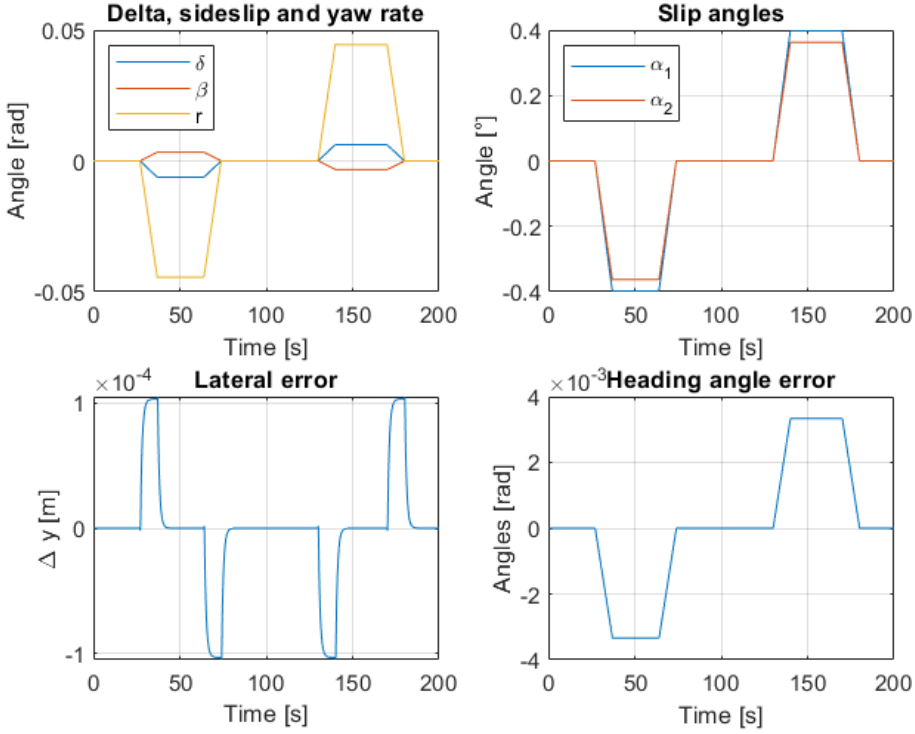 Delta, sideslip and yaw rate
0.05
0
-0.05
Angle [rad]
δ
β
r
0 50 100 150 200
Time [s]
Slip angles
0.4
0.2
0
-0.2
-0.4
Angle [°]
α1
α2
0 50 100 150 200
Time [s]
×10-4
Lateral error
1
0
-1
Δ y [m]
0 50 100 150 200
Time [s]
×10-3
Heading angle error
4
2
0
-2
-4
Angles [rad]
0 50 100 150 200
Time [s]